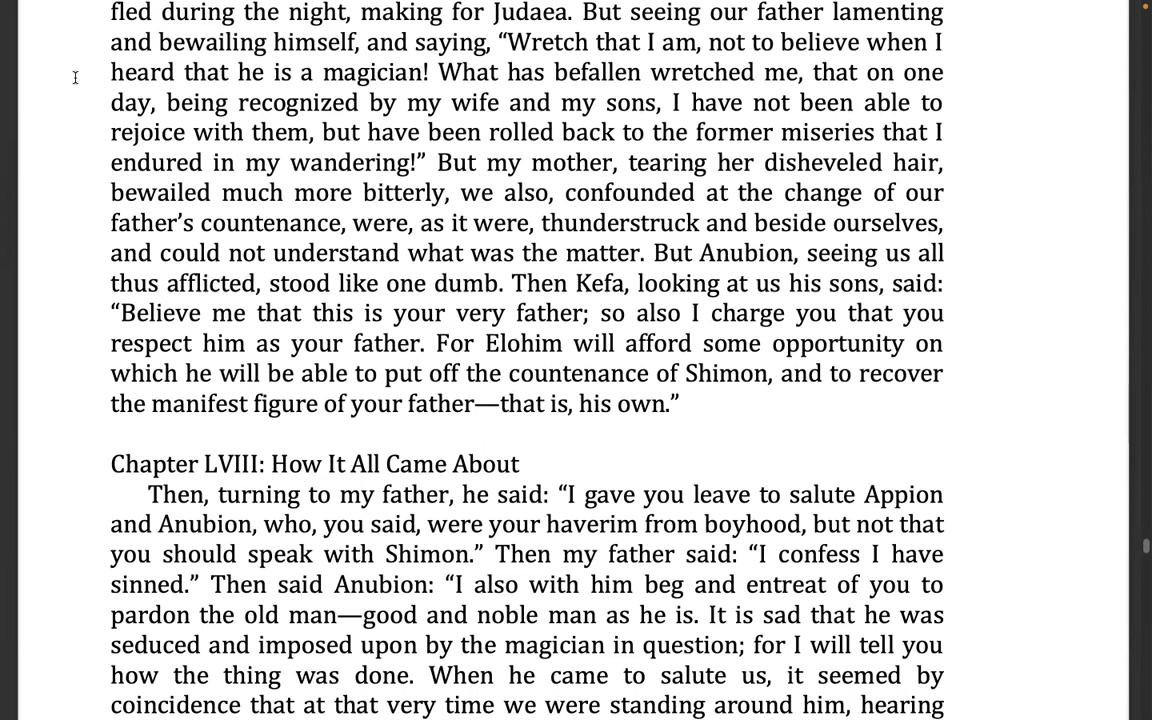 fled during the night, making for Judaea. But seeing our father lamenting
and bewailing himself, and saying, “Wretch that I am, not to believe when I
heard that he is a magician! What has befallen wretched me, that on one
day, being recognized by my wife and my sons, I have not been able to
rejoice with them, but have been rolled back to the former miseries that I
endured in my wandering!” But my mother, tearing her disheveled hair,
bewailed much more bitterly, we also, confounded at the change of our
father’s countenance, were, as it were, thunderstruck and beside ourselves,
and could not understand what was the matter. But Anubion, seeing us all
thus afflicted, stood like one dumb. Then Kefa, looking at us his sons, said:
“Believe me that this is your very father; so also I charge you that you
respect him as your father. For Elohim will afford some opportunity on
which he will be able to put off the countenance of Shimon, and to recover
the manifest figure of your father—that is, his own.”
Chapter LVIII: How It All Came About
Then, turning to my father, he said: “I gave you leave to salute Appion
and Anubion, who, you said, were your haverim from boyhood, but not that
you should speak with Shimon.” Then my father said: “I confess I have
sinned.” Then said Anubion: “I also with him beg and entreat of you to
pardon the old man—good and noble man as he is. It is sad that he was
seduced and imposed upon by the magician in question; for I will tell you
how the thing was done. When he came to salute us, it seemed by
coincidence that at that very time we were standing around him, hearing